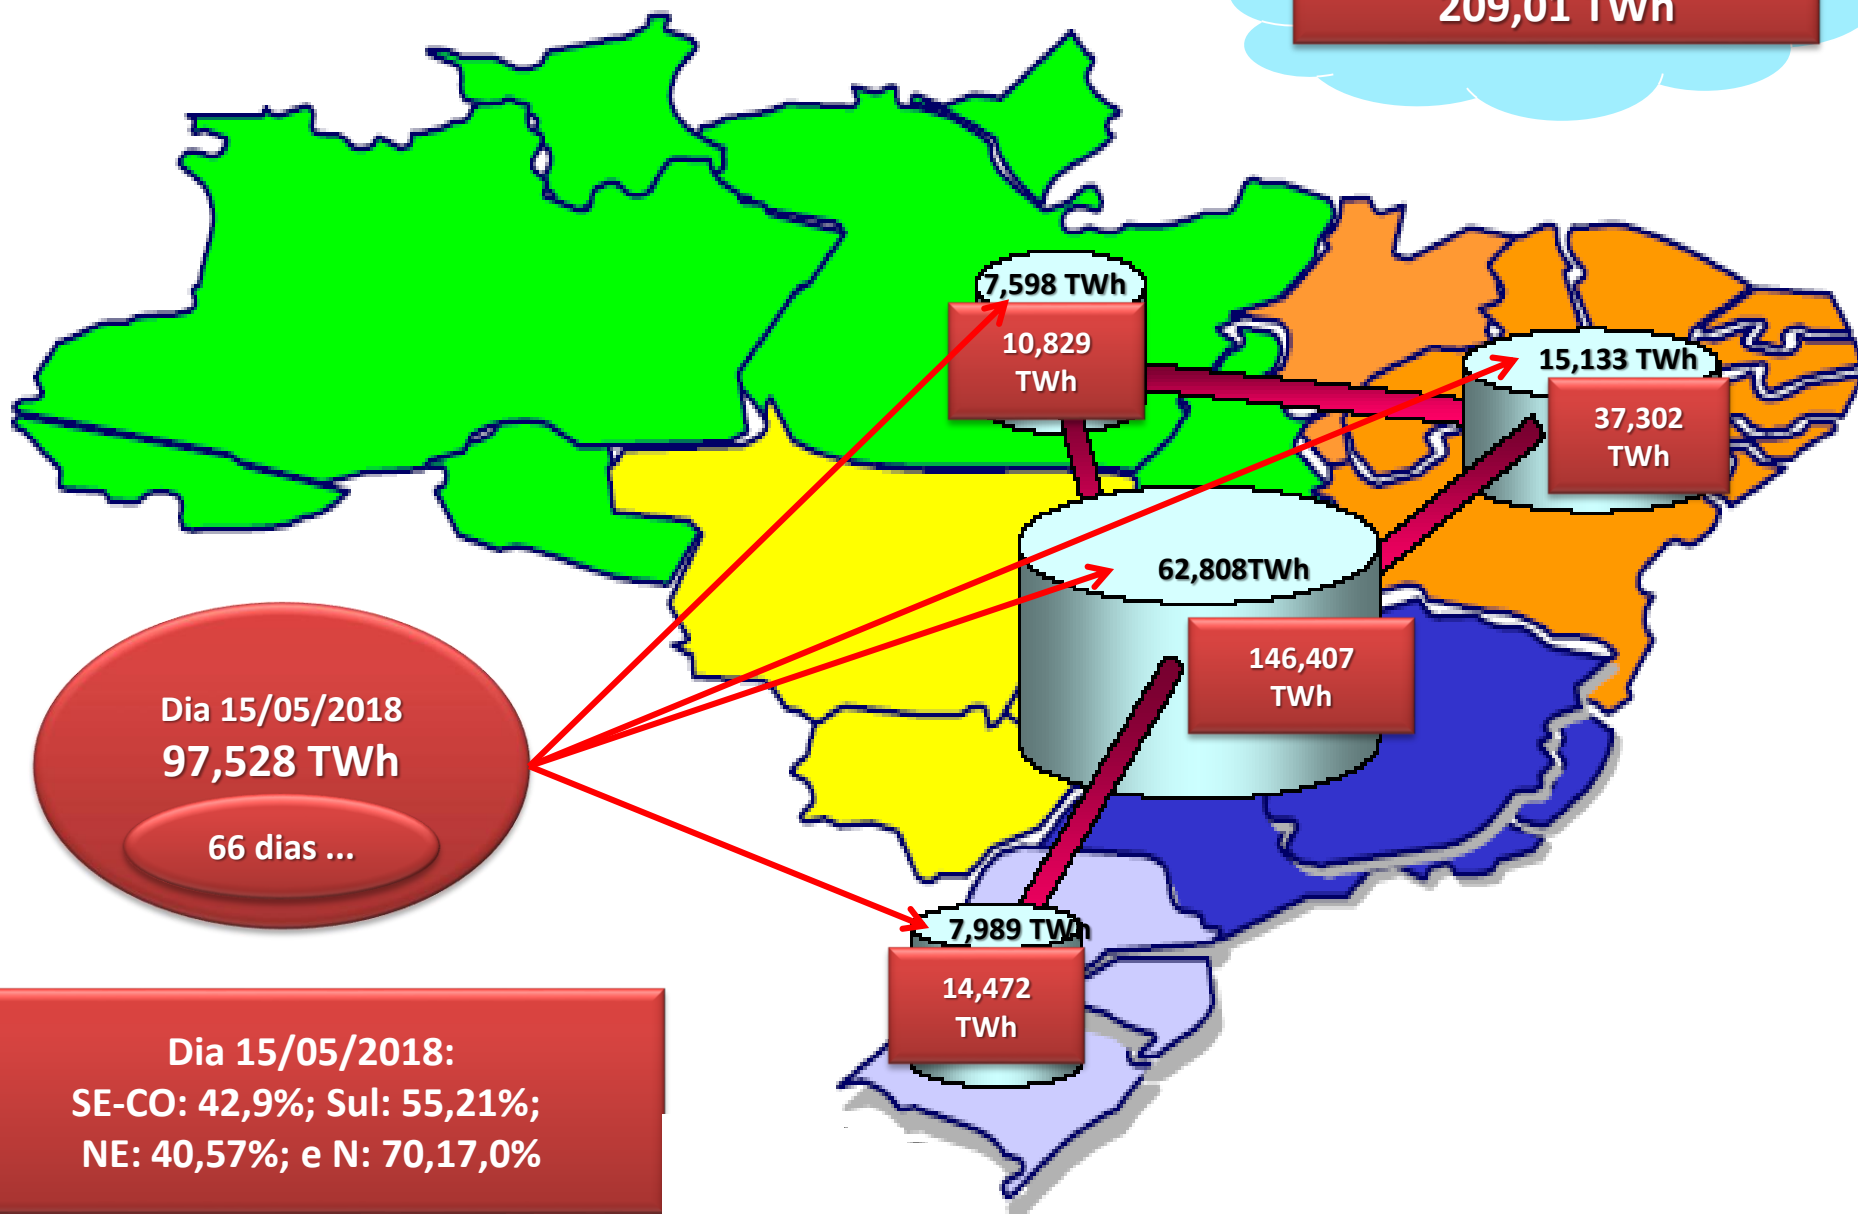 209,01 TWh
7,598 TWh
10,829
TWh
15,133 TWh
37,302
TWh
62,808TWh
146,407
TWh
Dia 15/05/2018
97,528 TWh
66 dias ...
7,989 TWh
14,472
TWh
Dia 15/05/2018:
SE-CO: 42,9%; Sul: 55,21%;
NE: 40,57%; e N: 70,17,0%